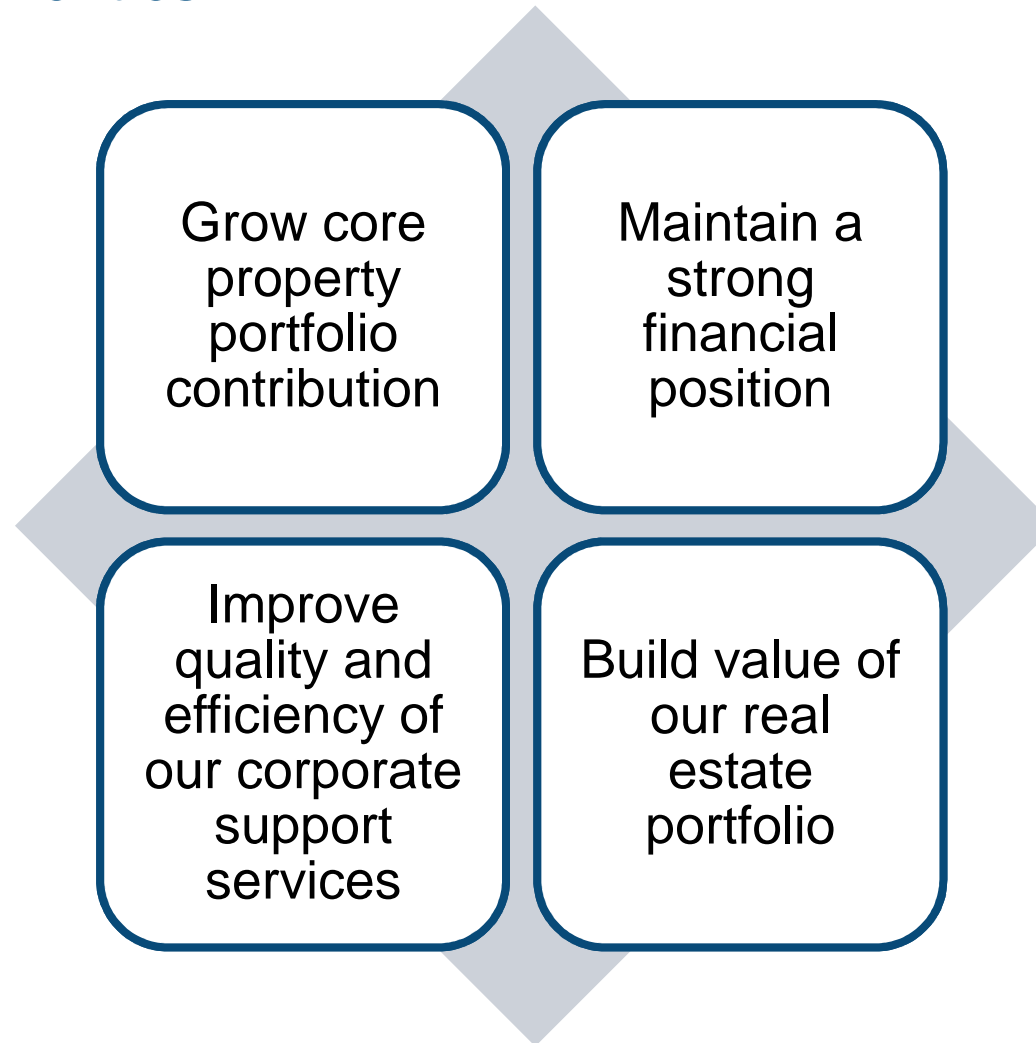 Grow core
property
portfolio
contribution
Maintain a
strong
financial
position
Improve
quality and
efficiency of
our corporate
support
services
Build value of
our real
estate
portfolio